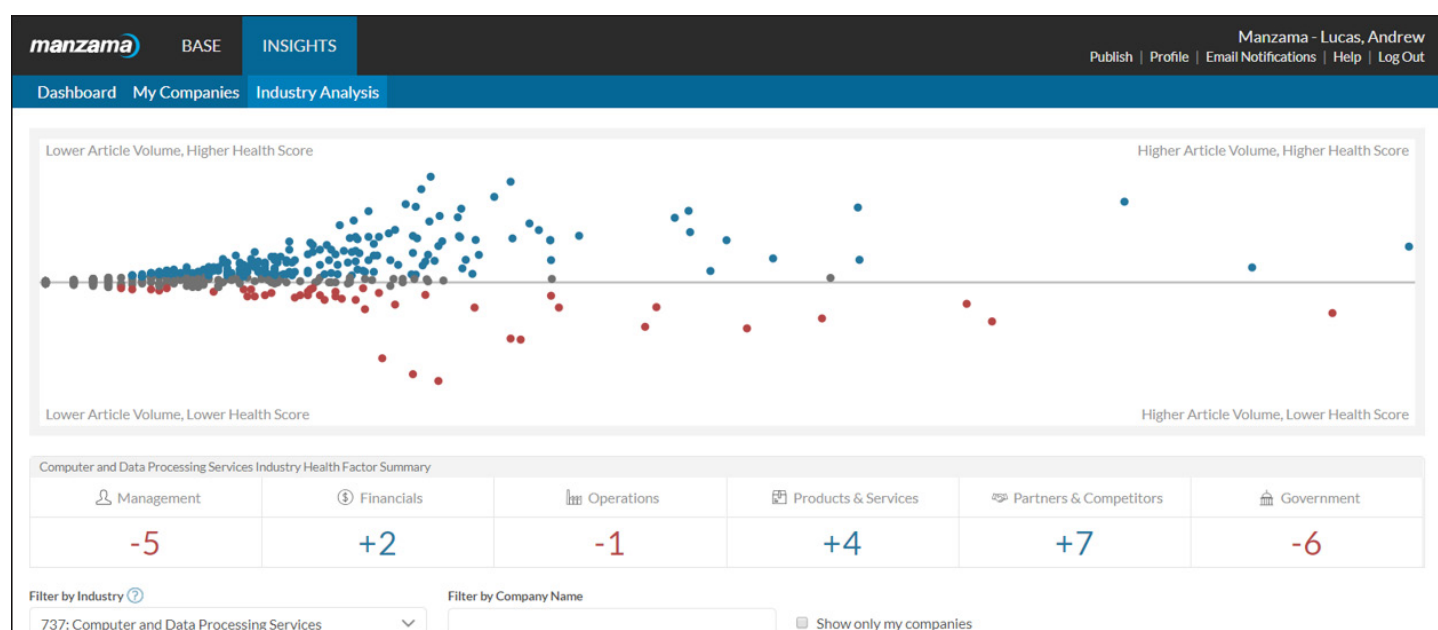 manzama BASE INSIGHTS
Manzama - Lucas, Andrew
Publish | Profile | Email Notifications | Help | Log Out
Dashboard My Companies Industry Analysis
Lower Article Volume, Higher Health Score Higher Article Volume, Higher Health Score
Lower Article Volume, Lower Health Score Higher Article Volume, Lower Health Score
Computer and Data Processing Services Industry Health Factor Summary
Management Financials Operations Products & Services Partners & Competitors Government
-5 +2 -1 +4 +7 -6
Filter by Industry ? Filter by Company Name
737: Computer and Data Processing Services Show only my companies